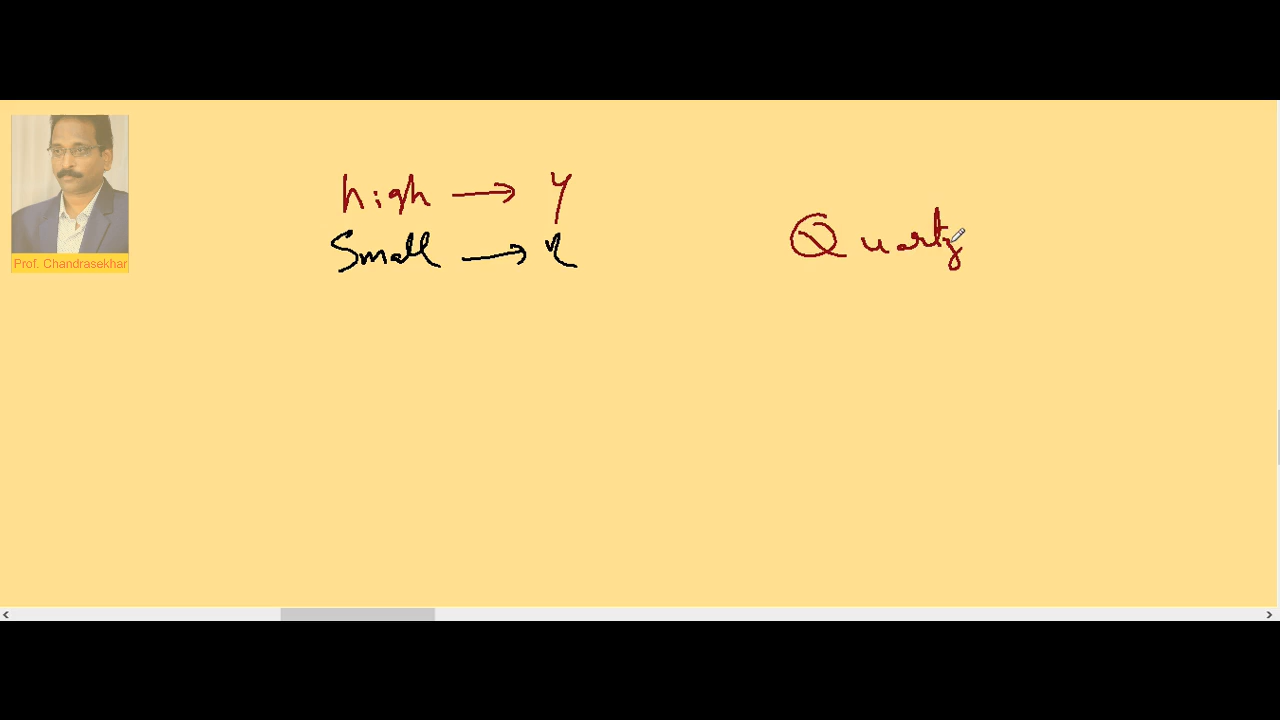 high → Y
Small → η
Quartz
Prof. Chandrasekhar